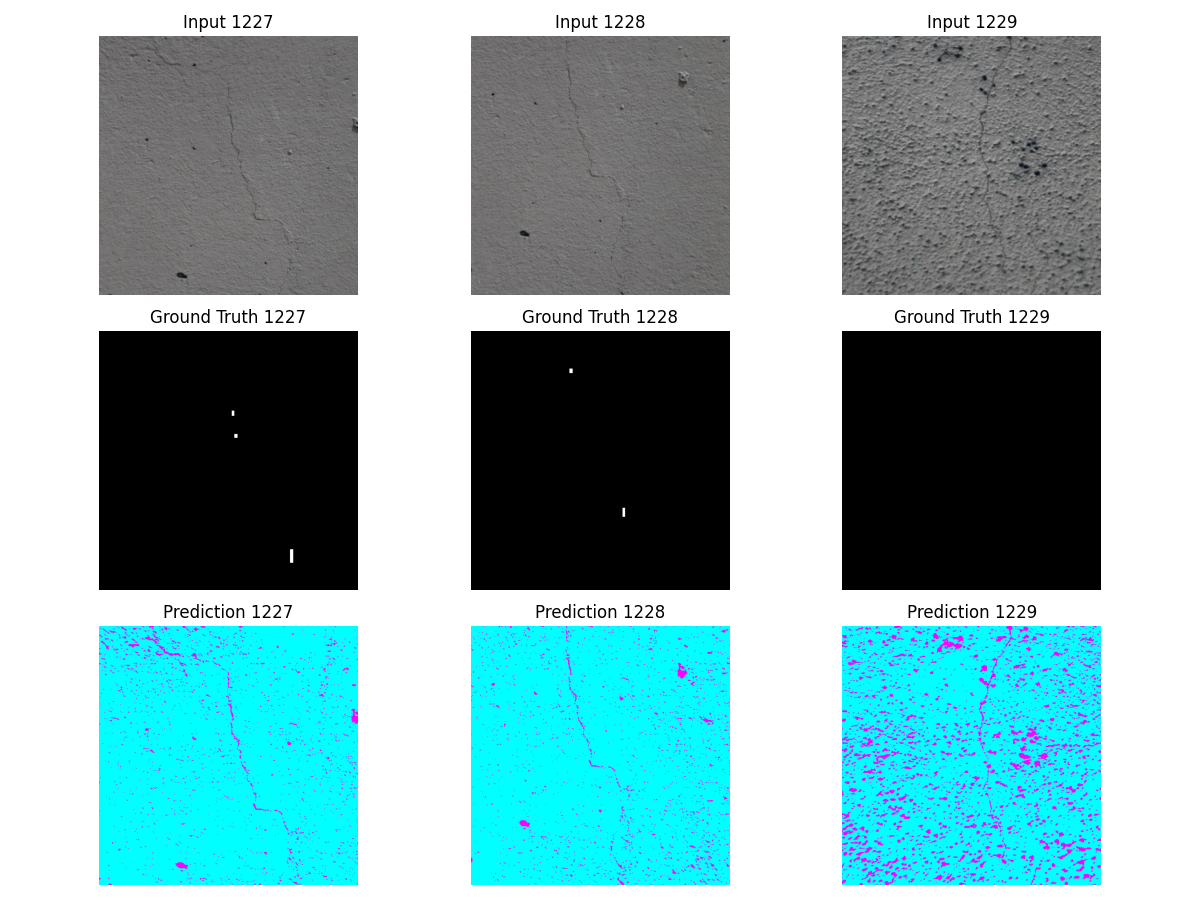 Input 1227
Input 1228
Input 1229
Ground Truth 1227
Ground Truth 1228
Ground Truth 1229
Prediction 1227
Prediction 1228
Prediction 1229